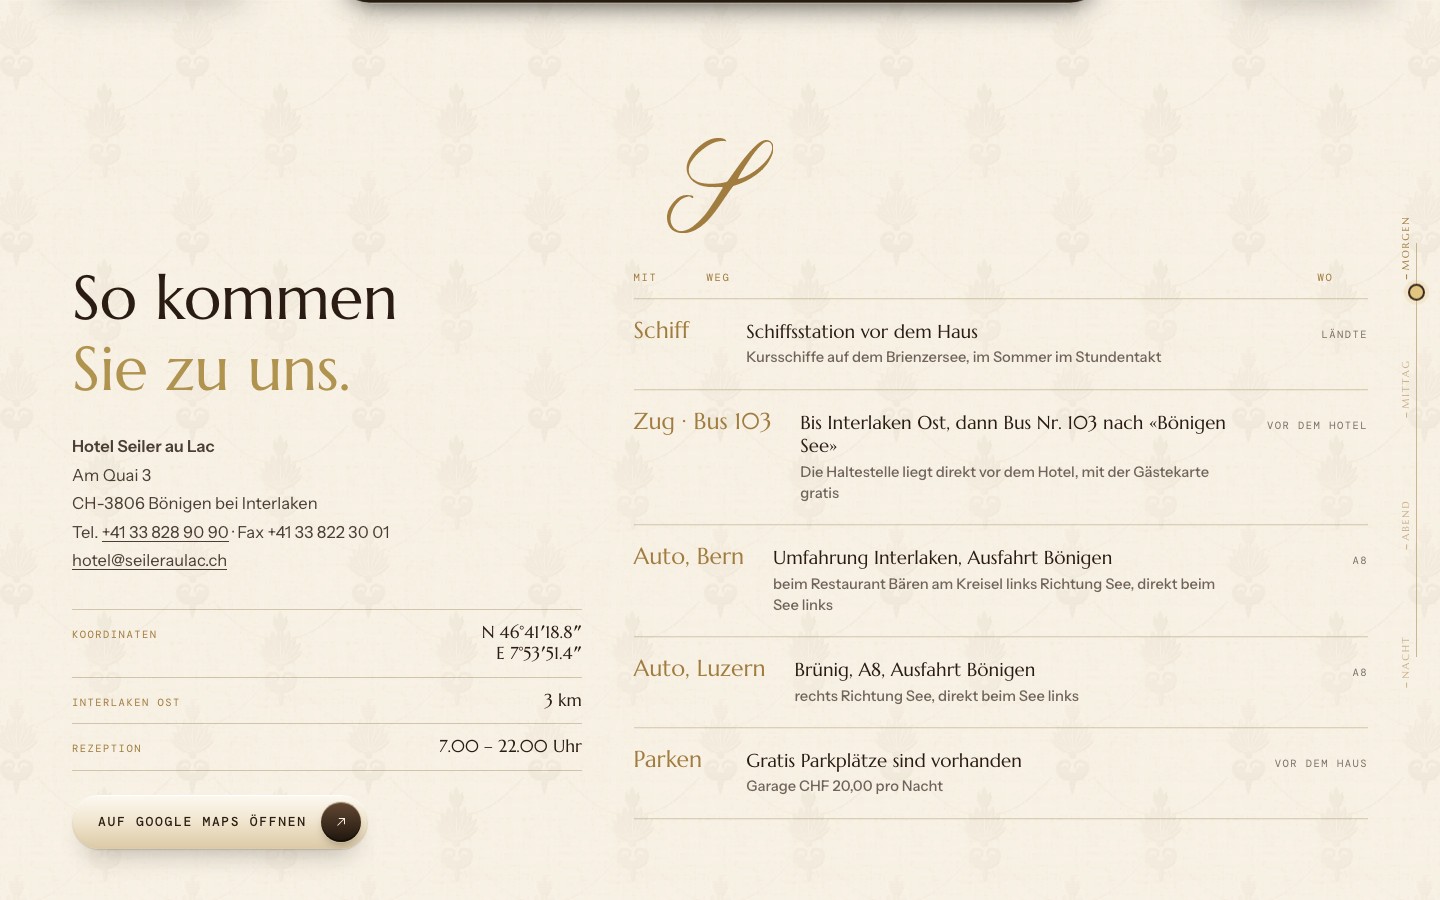 S
So kommen
Sie zu uns.
Hotel Seiler au Lac
Am Quai 3
CH-3806 Bönigen bei Interlaken
Tel. +41 33 828 90 90 · Fax +41 33 822 30 01
hotel@seileraulac.ch
KOORDINATEN
N 46°41′18.8″
E 7°53′51.4″
INTERLAKEN OST
3 km
REZEPTION
7.00 – 22.00 Uhr
AUF GOOGLE MAPS ÖFFNEN
MIT
WEG
WO
Schiff
Schiffsstation vor dem Haus
LÄNDTE
Kursschiffe auf dem Brienzersee, im Sommer im Stundentakt
Zug · Bus 103
Bis Interlaken Ost, dann Bus Nr. 103 nach «Bönigen
See»
VOR DEM HOTEL
Die Haltestelle liegt direkt vor dem Hotel, mit der Gästekarte
gratis
Auto, Bern
Umfahrung Interlaken, Ausfahrt Bönigen
A8
beim Restaurant Bären am Kreisel links Richtung See, direkt beim
See links
Auto, Luzern
Brünig, A8, Ausfahrt Bönigen
A8
rechts Richtung See, direkt beim See links
Parken
Gratis Parkplätze sind vorhanden
VOR DEM HAUS
Garage CHF 20,00 pro Nacht
MORGEN
MITTAG
ABEND
NACHT